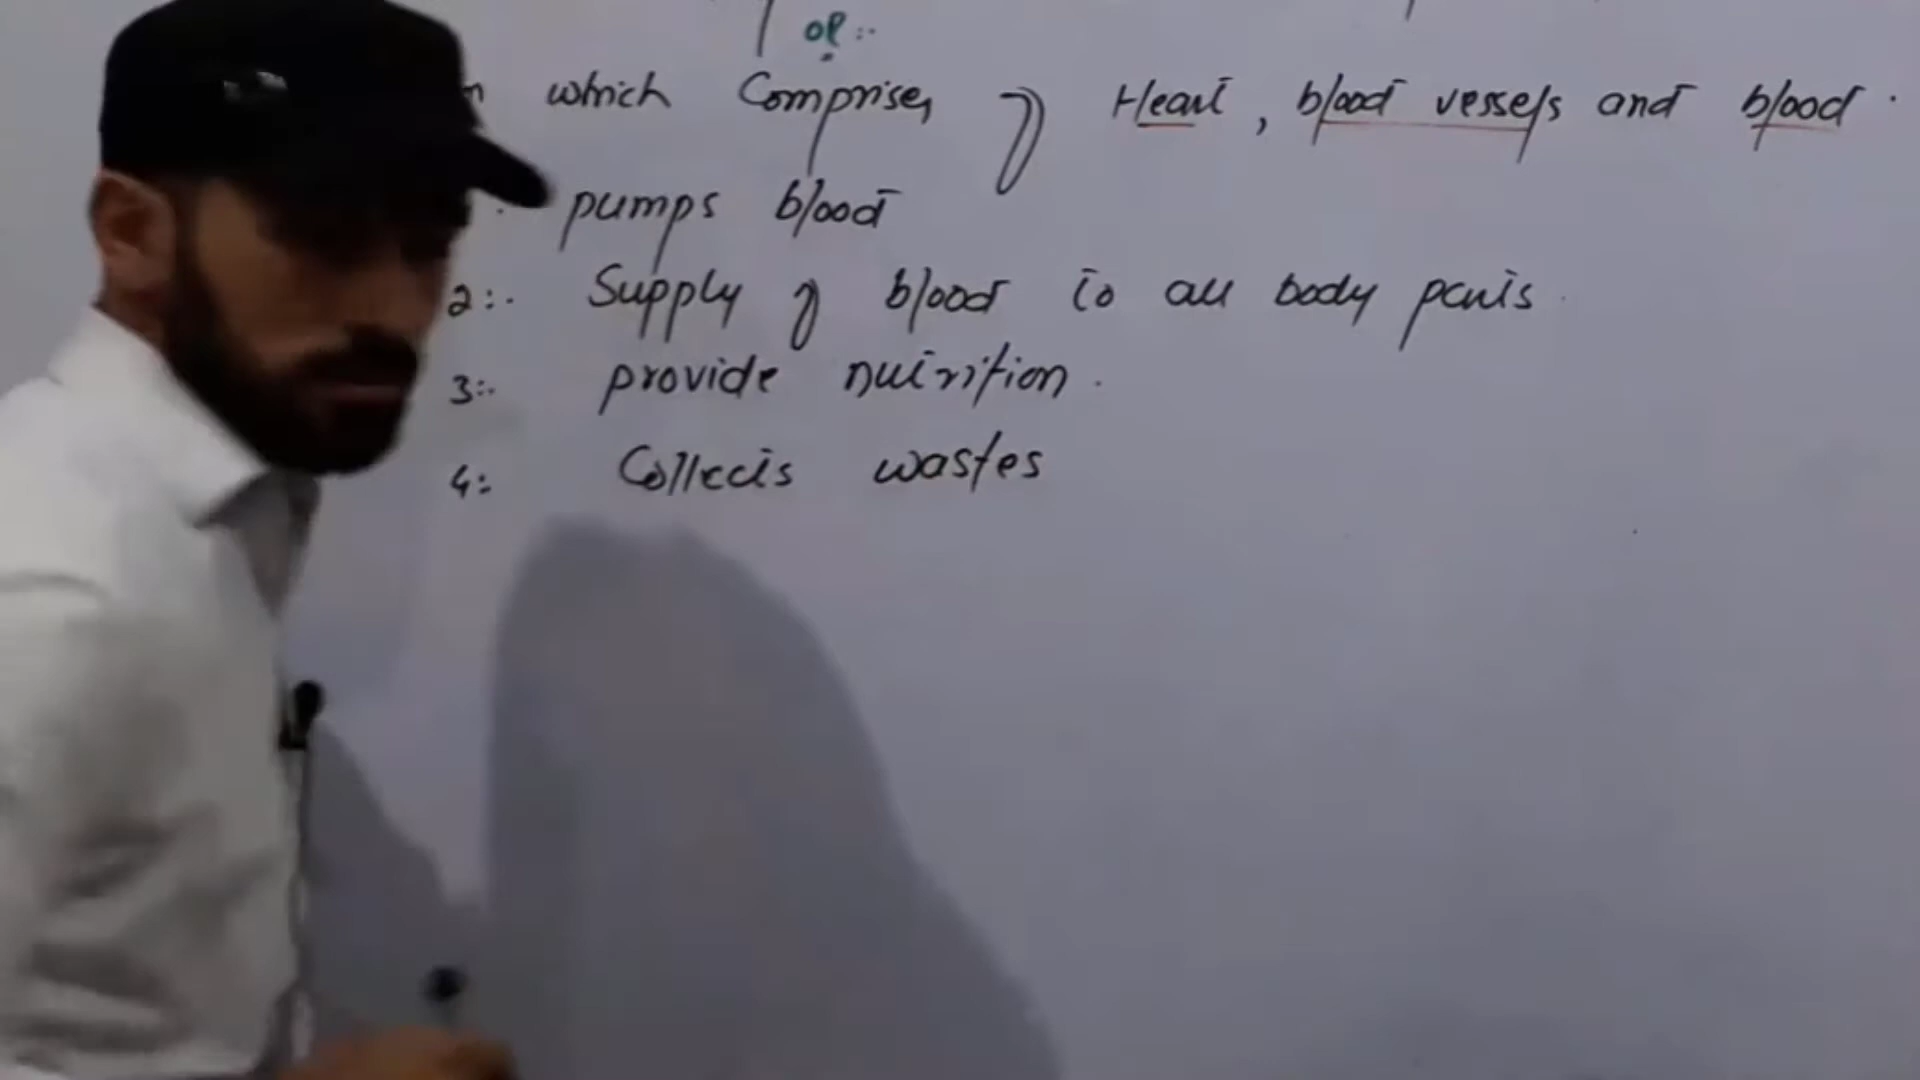 OR :-
which Comprises of Heart , blood vessels and blood .
pumps blood
2:- Supply of blood to all body parts .
3:- provide nutrition .
4: Collects wastes